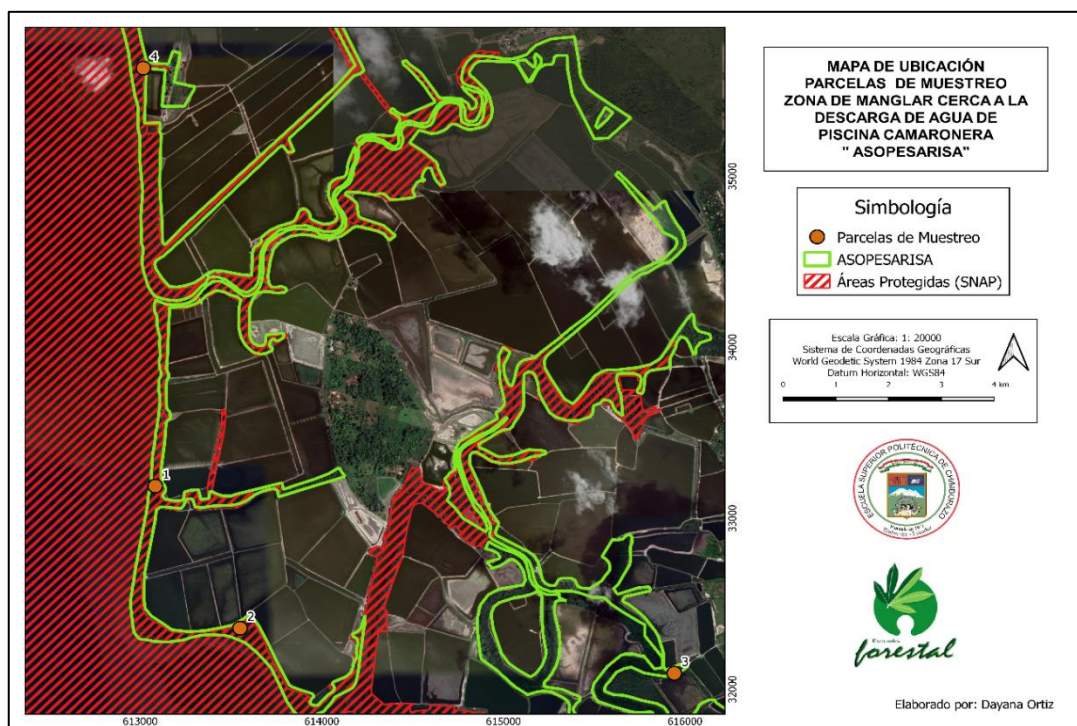 4
1
2
3
35000
34000
33000
32000
613000 614000 615000 616000
MAPA DE UBICACIÓN
PARCELAS DE MUESTREO
ZONA DE MANGLAR CERCA A LA
DESCARGA DE AGUA DE
PISCINA CAMARONERA
" ASOPESARISA"
Simbología
Parcelas de Muestreo
ASOPESARISA
Áreas Protegidas (SNAP)
Escala Gráfica: 1: 20000
Sistema de Coordenadas Geográficas
World Geodetic System 1984 Zona 17 Sur
Datum Horizontal: WGS84
0 1 2 3 4 km
ESCUELA SUPERIOR POLITÉCNICA DE CHIMBORAZO
forestal
Elaborado por: Dayana Ortiz